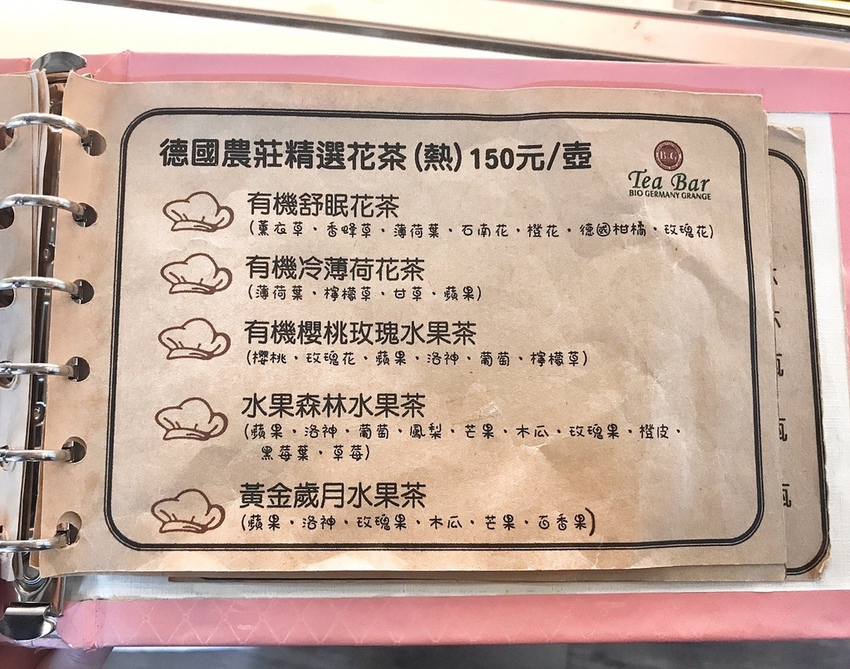 德國農莊精選花茶(熱)150元/壺
B G
Tea Bar
BIO GERMANY GRANGE
有機舒眠花茶
(薰衣草、香蜂草、薄荷葉、石南花、橙花、德國柑橘、玫瑰花)
有機冷薄荷花茶
(薄荷葉、檸檬草、甘草、蘋果)
有機櫻桃玫瑰水果茶
(櫻桃、玫瑰花、蘋果、洛神、葡萄、檸檬草)
水果森林水果茶
(蘋果、洛神、葡萄、鳳梨、芒果、木瓜、玫瑰果、橙皮、
黑莓葉、草莓)
黃金歲月水果茶
(蘋果、洛神、玫瑰果、木瓜、芒果、百香果)